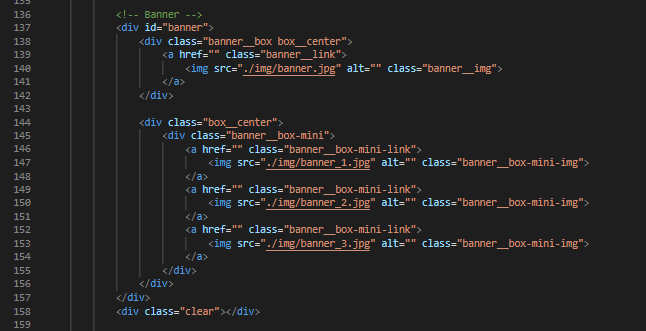 135
136 <!-- Banner -->
137 <div id="banner">
138 <div class="banner__box box__center">
139 <a href="" class="banner__link">
140 <img src="./img/banner.jpg" alt="" class="banner__img">
141 </a>
142 </div>
143
144 <div class="box__center">
145 <div class="banner__box-mini">
146 <a href="" class="banner__box-mini-link">
147 <img src="./img/banner_1.jpg" alt="" class="banner__box-mini-img">
148 </a>
149 <a href="" class="banner__box-mini-link">
150 <img src="./img/banner_2.jpg" alt="" class="banner__box-mini-img">
151 </a>
152 <a href="" class="banner__box-mini-link">
153 <img src="./img/banner_3.jpg" alt="" class="banner__box-mini-img">
154 </a>
155 </div>
156 </div>
157 </div>
158 <div class="clear"></div>
159